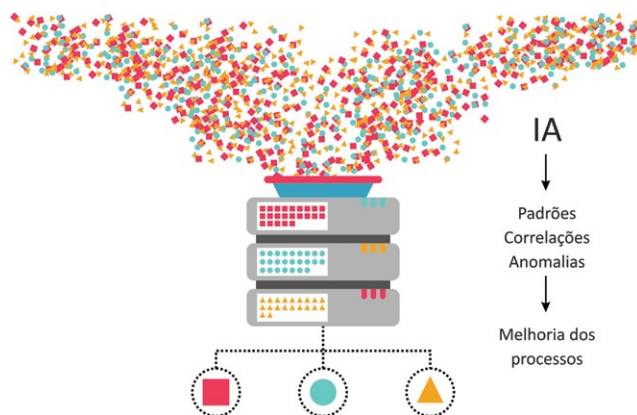 IA
Padrões
Correlações
Anomalias
Melhoria dos
processos